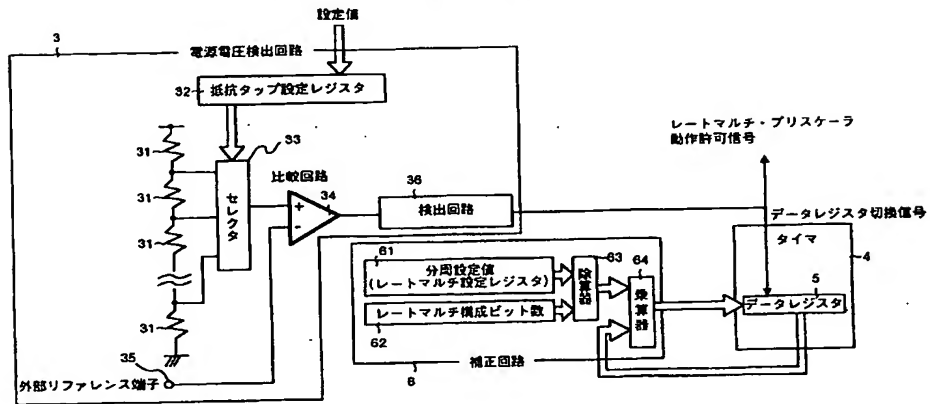 設定値
3
電源電圧検出回路
32
抵抗タップ設定レジスタ
レートマルチ・プリスケーラ
動作許可信号
31
33
セレクタ
比較回路
+
-
34
36
検出回路
31
31
31
データレジスタ切換信号
タイマ
4
61
分周設定値
(レートマルチ設定レジスタ)
63
除算器
64
乗算器
5
データレジスタ
レートマルチ構成ビット数
62
35
外部リファレンス端子
補正回路
6